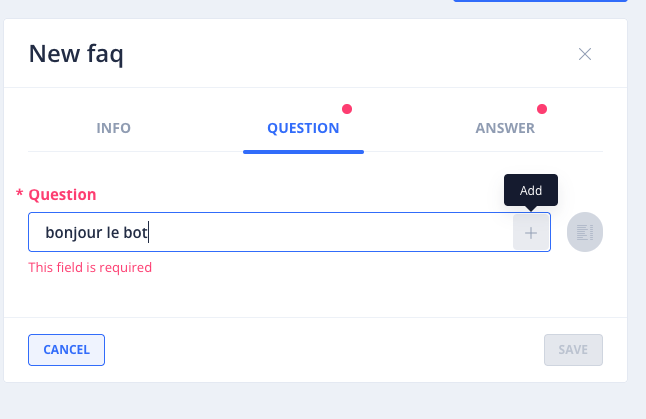 New faq
INFO
QUESTION
ANSWER
* Question
Add
bonjour le bot
This field is required
CANCEL
SAVE